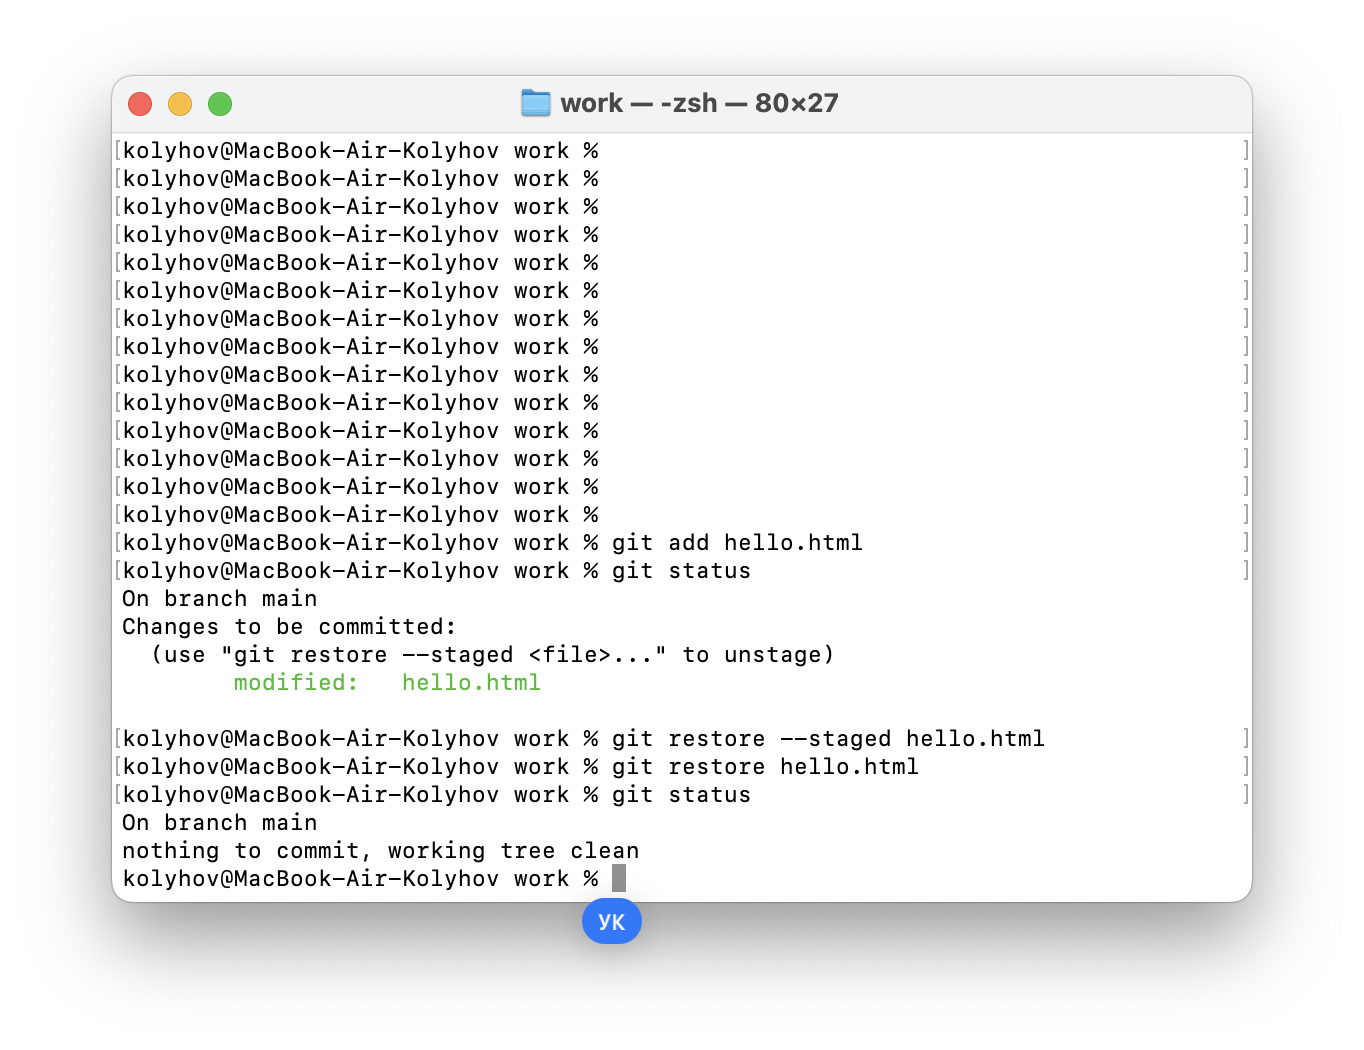 work — -zsh — 80×27
[kolyhov@MacBook-Air-Kolyhov work % ]
[kolyhov@MacBook-Air-Kolyhov work % ]
[kolyhov@MacBook-Air-Kolyhov work % ]
[kolyhov@MacBook-Air-Kolyhov work % ]
[kolyhov@MacBook-Air-Kolyhov work % ]
[kolyhov@MacBook-Air-Kolyhov work % ]
[kolyhov@MacBook-Air-Kolyhov work % ]
[kolyhov@MacBook-Air-Kolyhov work % ]
[kolyhov@MacBook-Air-Kolyhov work % ]
[kolyhov@MacBook-Air-Kolyhov work % ]
[kolyhov@MacBook-Air-Kolyhov work % ]
[kolyhov@MacBook-Air-Kolyhov work % ]
[kolyhov@MacBook-Air-Kolyhov work % ]
[kolyhov@MacBook-Air-Kolyhov work % ]
[kolyhov@MacBook-Air-Kolyhov work % git add hello.html ]
[kolyhov@MacBook-Air-Kolyhov work % git status ]
On branch main
Changes to be committed:
  (use "git restore --staged <file>..." to unstage)
        modified:   hello.html

[kolyhov@MacBook-Air-Kolyhov work % git restore --staged hello.html ]
[kolyhov@MacBook-Air-Kolyhov work % git restore hello.html ]
[kolyhov@MacBook-Air-Kolyhov work % git status ]
On branch main
nothing to commit, working tree clean
kolyhov@MacBook-Air-Kolyhov work %
УК